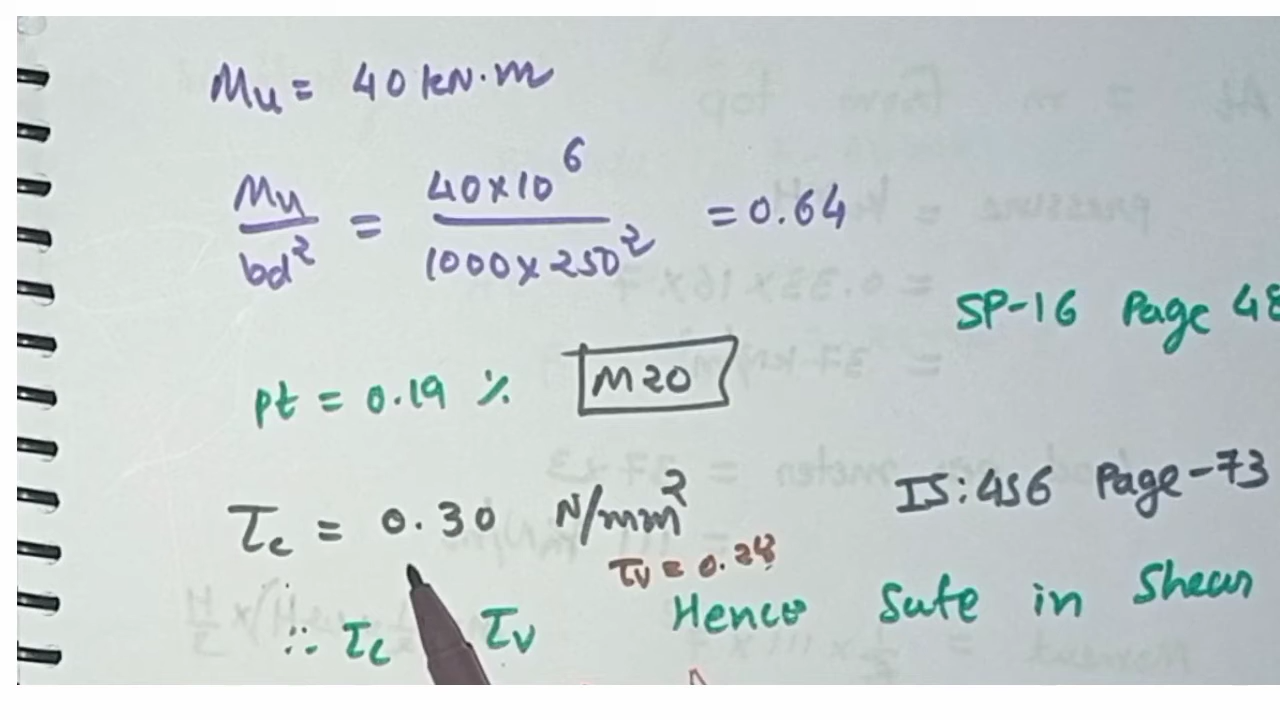 Mu = 40 kN.m
Mu/bd² = 40×10⁶/1000×250² = 0.64
SP-16 Page 48
pt = 0.19 % M20
IS:456 Page-73
τc = 0.30 N/mm²
τv = 0.28
∴ τc τv Hence Safe in Shear